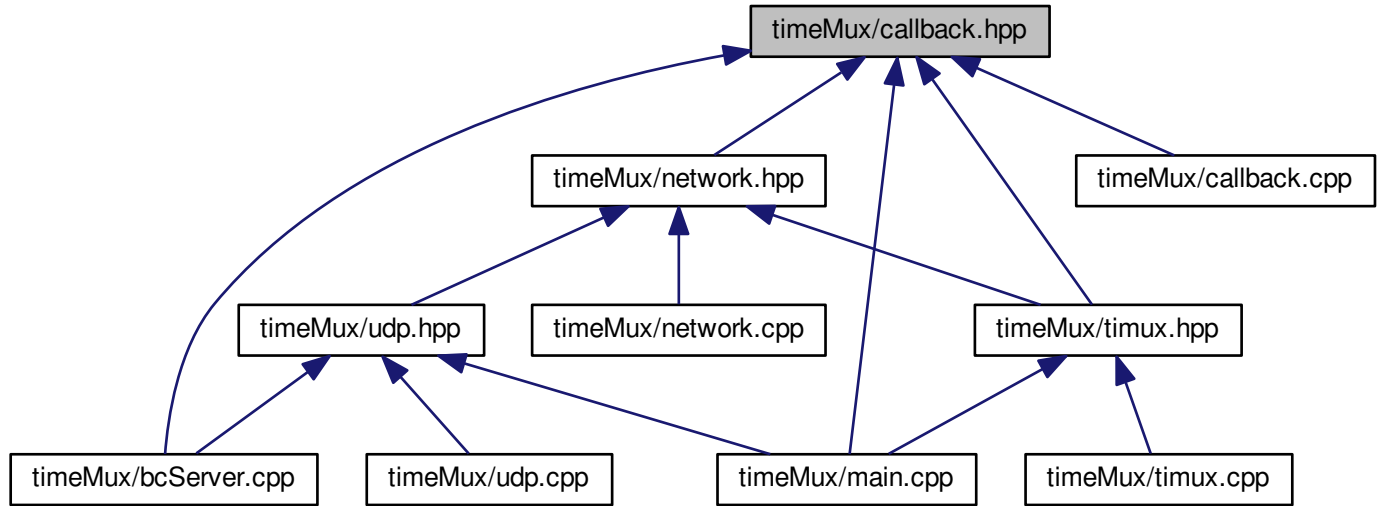 timeMux/callback.hpp
timeMux/network.hpp
timeMux/callback.cpp
timeMux/udp.hpp
timeMux/network.cpp
timeMux/timux.hpp
timeMux/bcServer.cpp
timeMux/udp.cpp
timeMux/main.cpp
timeMux/timux.cpp